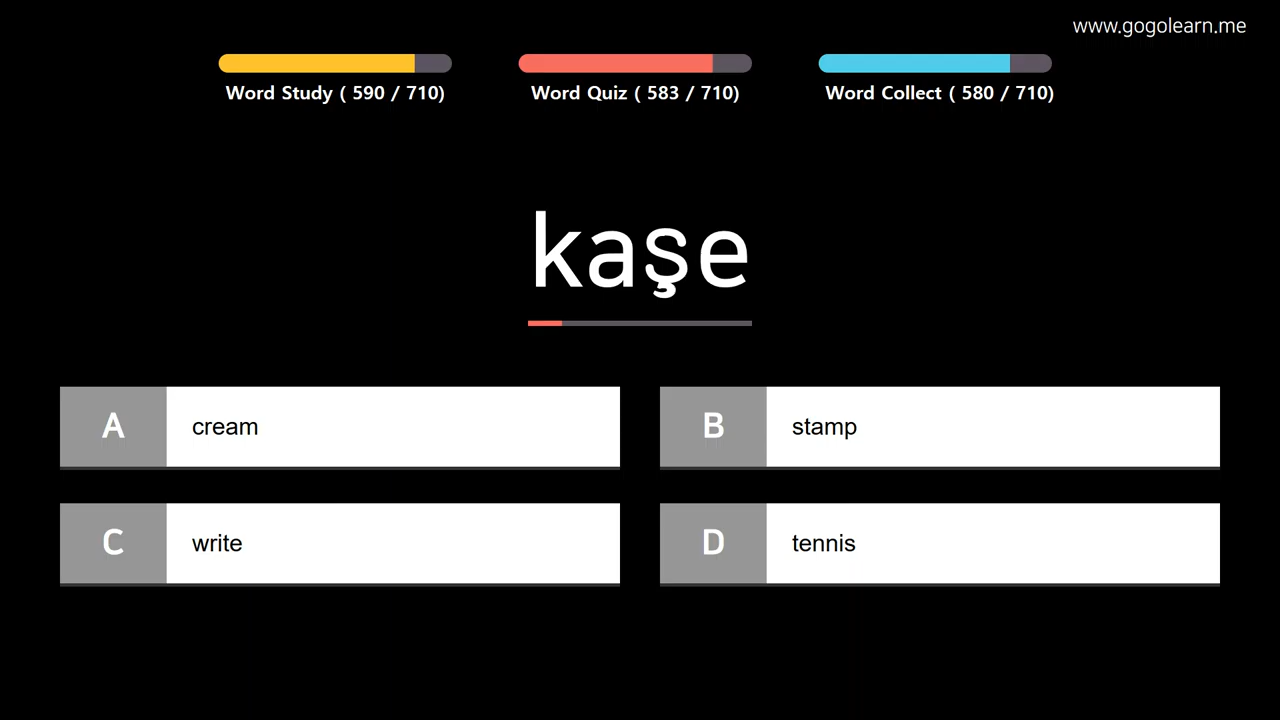 www.gogolearn.me
Word Study ( 590 / 710)
Word Quiz ( 583 / 710)
Word Collect ( 580 / 710)
kaşe
A cream
B stamp
C write
D tennis